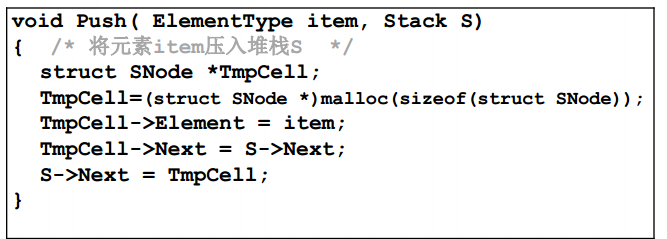 void Push( ElementType item, Stack S)
{ /* 将元素item压入堆栈S */
struct SNode *TmpCell;
TmpCell=(struct SNode *)malloc(sizeof(struct SNode));
TmpCell->Element = item;
TmpCell->Next = S->Next;
S->Next = TmpCell;
}